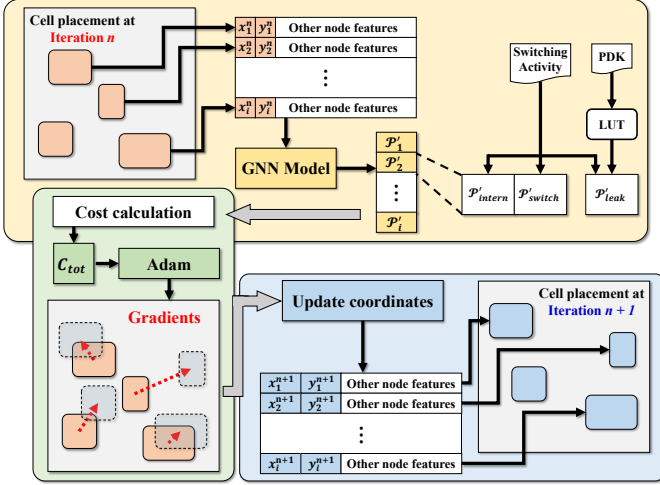 Cell placement at
Iteration n
x₁ⁿ y₁ⁿ Other node features
x₂ⁿ y₂ⁿ Other node features
⋮
xᵢⁿ yᵢⁿ Other node features
GNN Model
𝒫′₁
𝒫′₂
⋮
𝒫′ᵢ
Switching
Activity
PDK
LUT
𝒫′intern 𝒫′switch 𝒫′leak
Cost calculation
Cₜₒₜ
Adam
Gradients
Update coordinates
x₁ⁿ⁺¹ y₁ⁿ⁺¹ Other node features
x₂ⁿ⁺¹ y₂ⁿ⁺¹ Other node features
⋮
xᵢⁿ⁺¹ yᵢⁿ⁺¹ Other node features
Cell placement at
Iteration n + 1